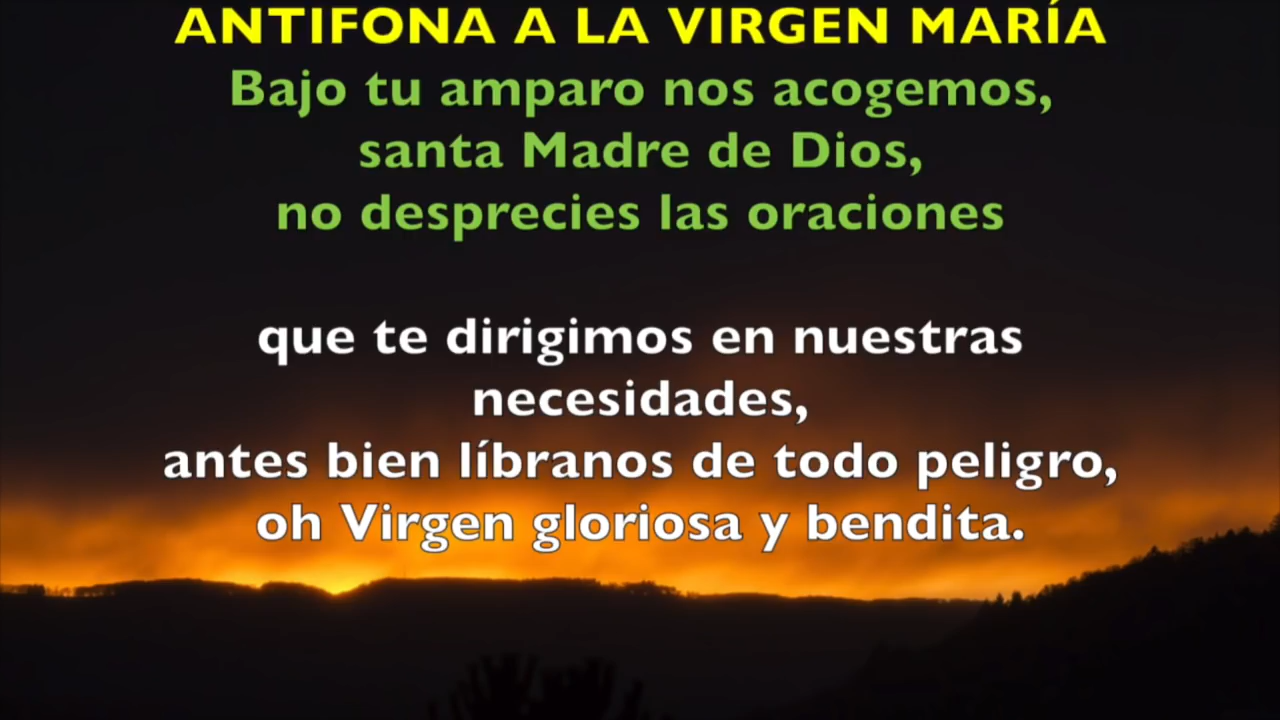 ANTIFONA A LA VIRGEN MARÍA
Bajo tu amparo nos acogemos,
santa Madre de Dios,
no desprecies las oraciones
que te dirigimos en nuestras
necesidades,
antes bien líbranos de todo peligro,
oh Virgen gloriosa y bendita.